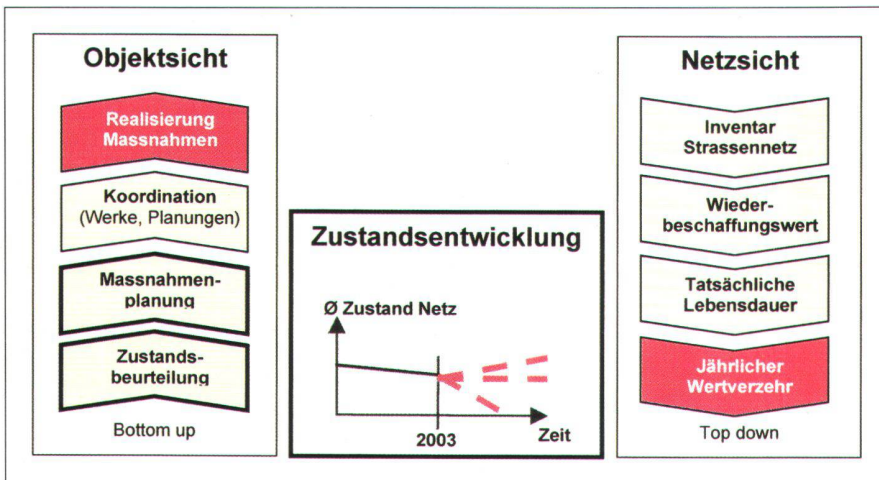 Objektsicht
Realisierung
Massnahmen
Koordination
(Werke, Planungen)
Massnahmen-
planung
Zustands-
beurteilung
Bottom up
Zustandsentwicklung
Ø Zustand Netz
2003
Zeit
Netzsicht
Inventar
Strassennetz
Wieder-
beschaffungswert
Tatsächliche
Lebensdauer
Jährlicher
Wertverzehr
Top down